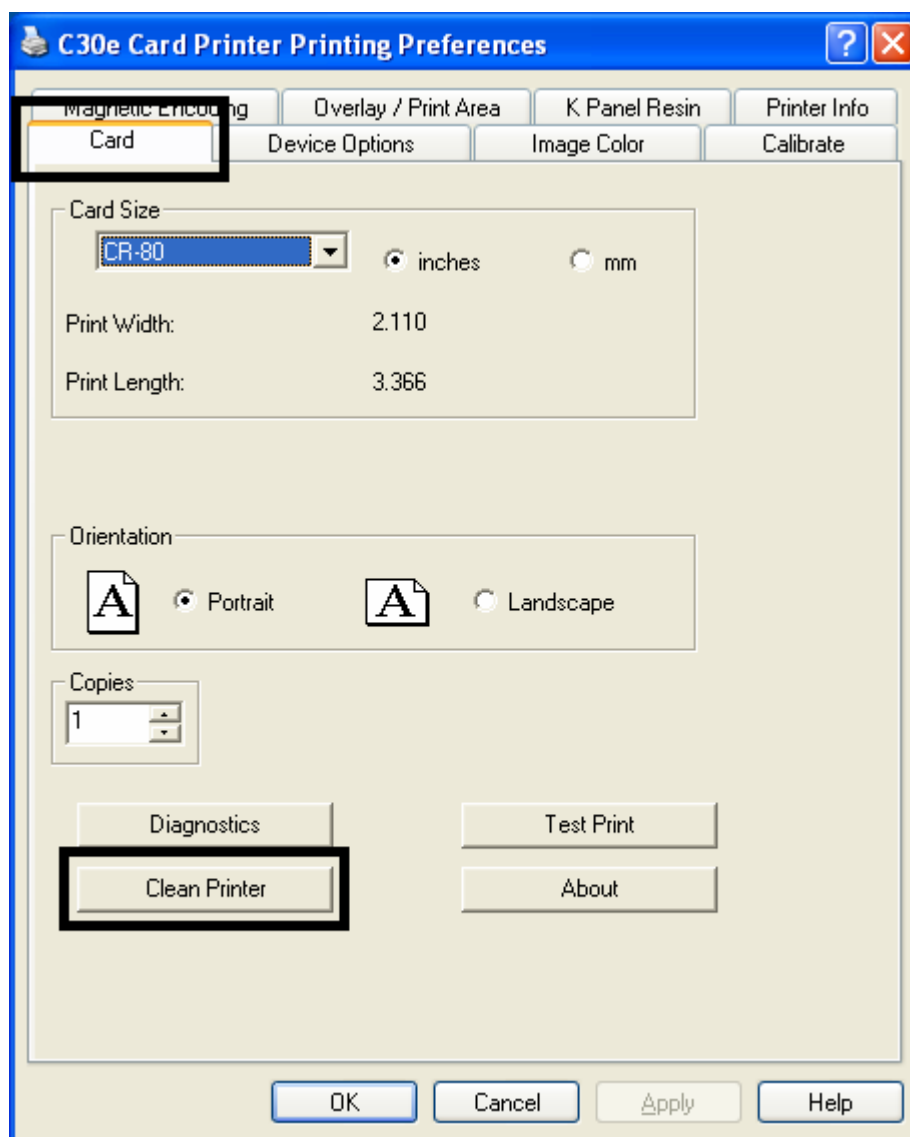 C30e Card Printer Printing Preferences
Magnetic Encoding Overlay / Print Area K Panel Resin Printer Info
Card Device Options Image Color Calibrate
Card Size
CR-80 inches mm
Print Width: 2.110
Print Length: 3.366
Orientation
A Portrait A Landscape
Copies
1
Diagnostics Test Print
Clean Printer About
OK Cancel Apply Help